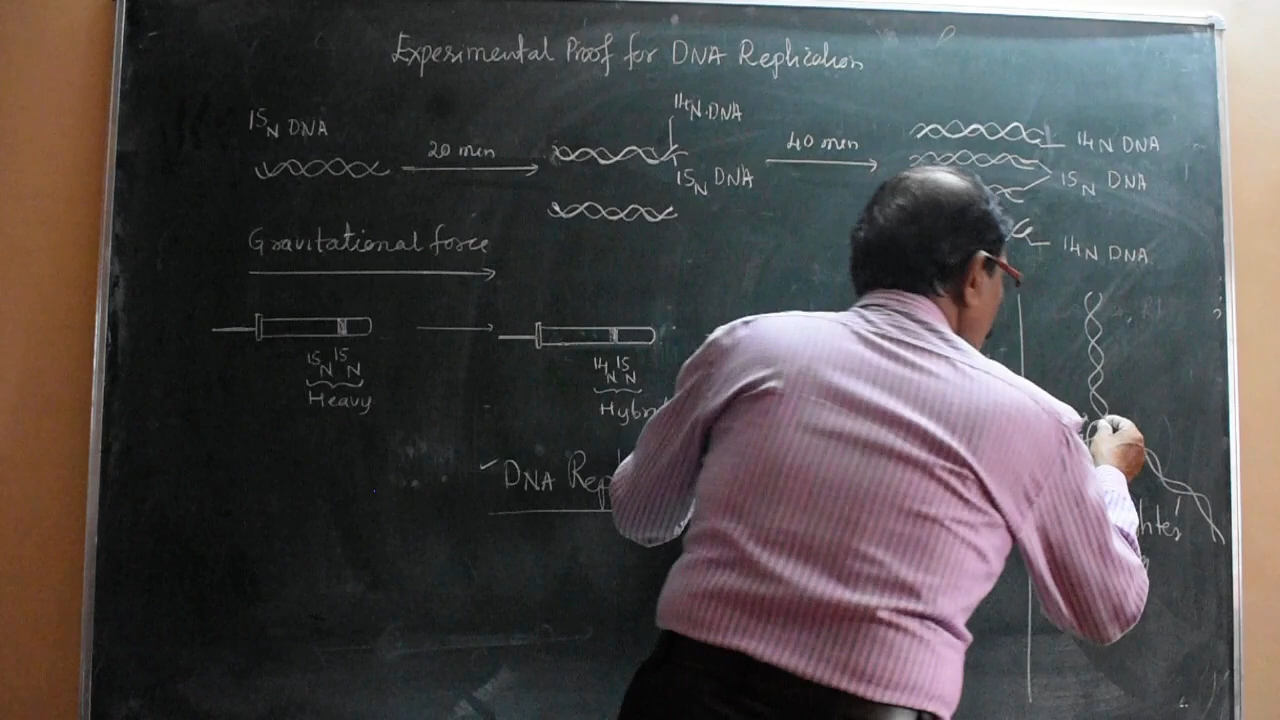 Experimental Proof for DNA Replication
15N DNA
20 min
14N.DNA
15N DNA
40 min
14N DNA
15N DNA
14N DNA
Gravitational force
15N 15N
Heavy
14N 15N
DNA